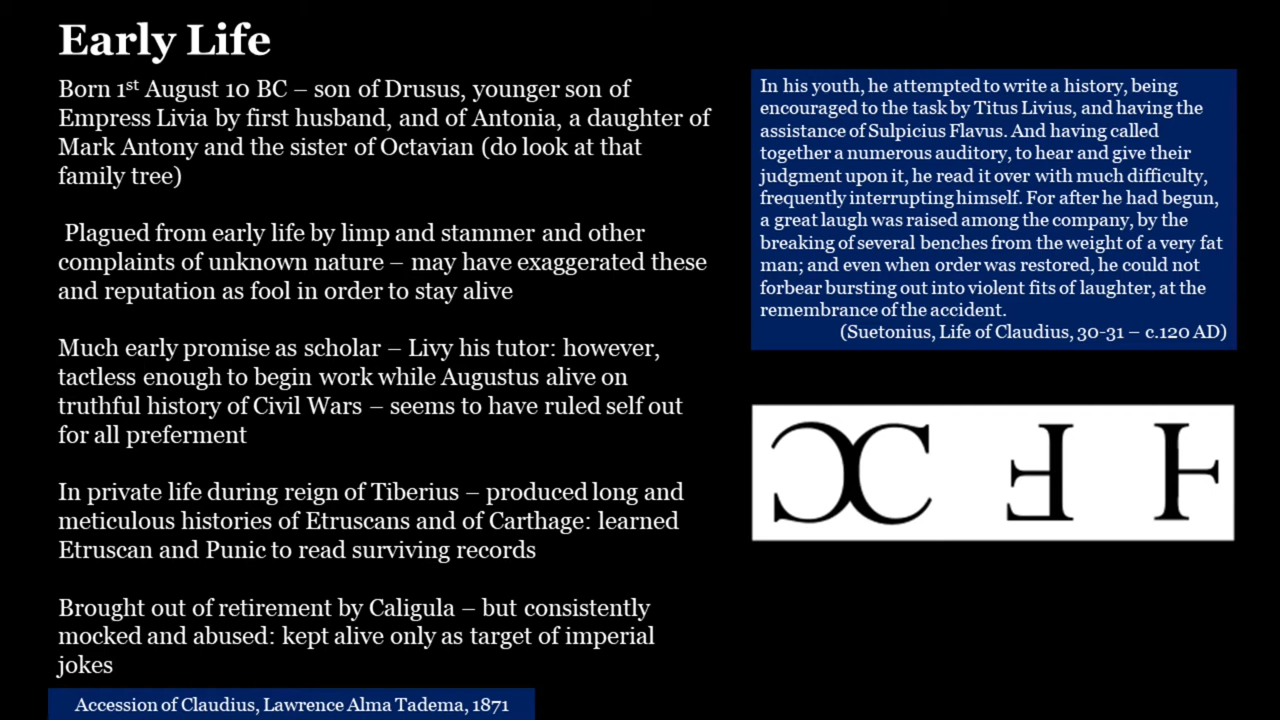 Early Life
Born 1st August 10 BC – son of Drusus, younger son of
Empress Livia by first husband, and of Antonia, a daughter of
Mark Antony and the sister of Octavian (do look at that
family tree)
Plagued from early life by limp and stammer and other
complaints of unknown nature – may have exaggerated these
and reputation as fool in order to stay alive
Much early promise as scholar – Livy his tutor: however,
tactless enough to begin work while Augustus alive on
truthful history of Civil Wars – seems to have ruled self out
for all preferment
In private life during reign of Tiberius – produced long and
meticulous histories of Etruscans and of Carthage: learned
Etruscan and Punic to read surviving records
Brought out of retirement by Caligula – but consistently
mocked and abused: kept alive only as target of imperial
jokes
Accession of Claudius, Lawrence Alma Tadema, 1871
In his youth, he attempted to write a history, being
encouraged to the task by Titus Livius, and having the
assistance of Sulpicius Flavus. And having called
together a numerous auditory, to hear and give their
judgment upon it, he read it over with much difficulty,
frequently interrupting himself. For after he had begun,
a great laugh was raised among the company, by the
breaking of several benches from the weight of a very fat
man; and even when order was restored, he could not
forbear bursting out into violent fits of laughter, at the
remembrance of the accident.
(Suetonius, Life of Claudius, 30-31 – c.120 AD)
ↃC Ⅎ Ⱶ